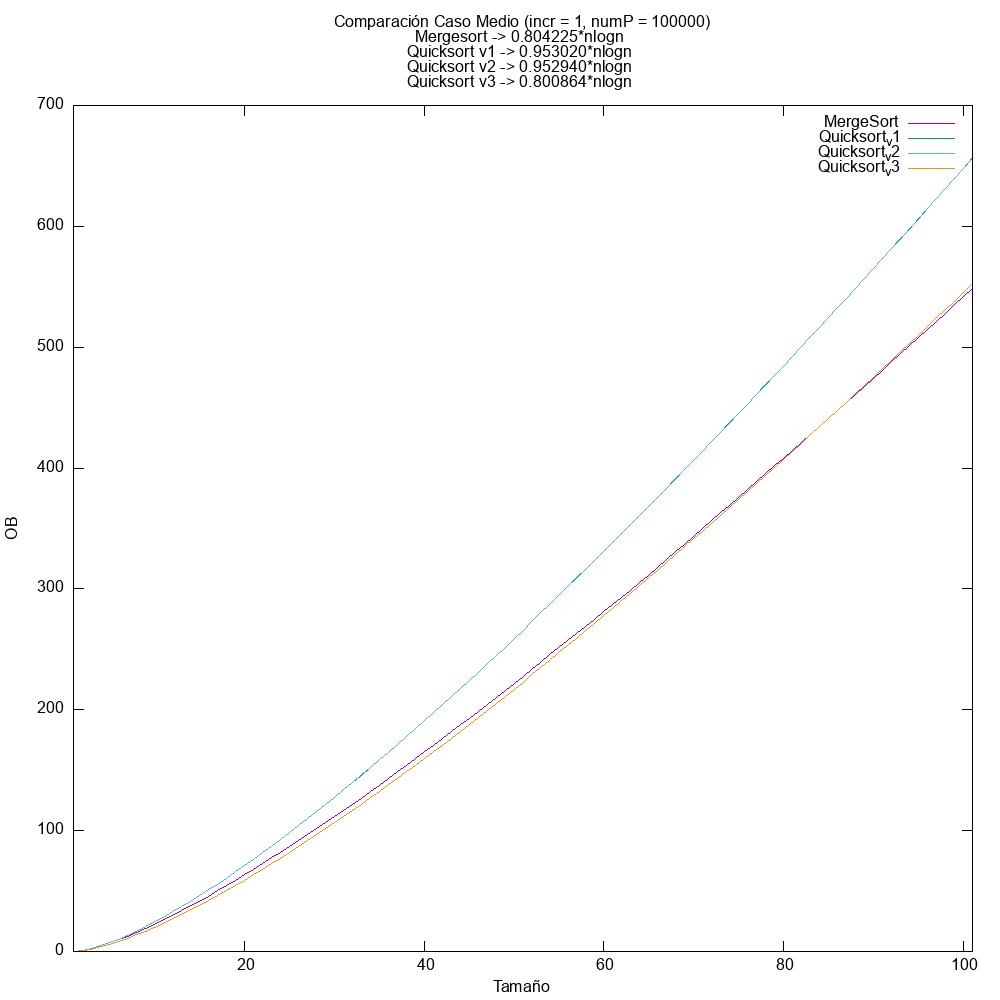 Comparación Caso Medio (incr = 1, numP = 100000)
Mergesort -> 0.804225*nlogn
Quicksort v1 -> 0.953020*nlogn
Quicksort v2 -> 0.952940*nlogn
Quicksort v3 -> 0.800864*nlogn
700
600
500
400
300
200
100
0
OB
MergeSort
Quicksortv1
Quicksortv2
Quicksortv3
20 40 60 80 100
Tamaño